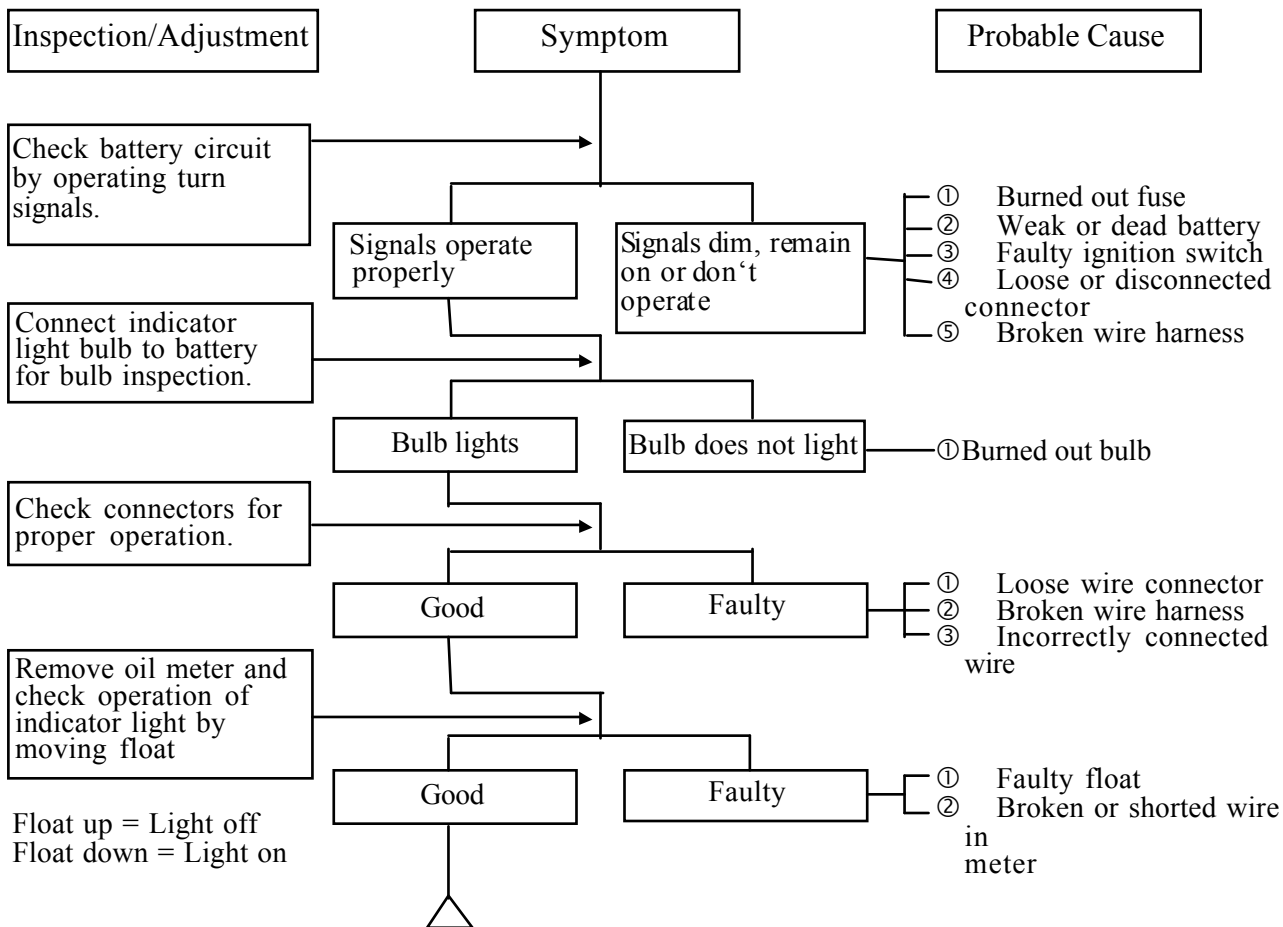 Inspection/Adjustment
Symptom
Probable Cause
Check battery circuit
by operating turn
signals.
Signals operate
properly
Signals dim, remain
on or don‘t
operate
① Burned out fuse
② Weak or dead battery
③ Faulty ignition switch
④ Loose or disconnected
connector
⑤ Broken wire harness
Connect indicator
light bulb to battery
for bulb inspection.
Bulb lights
Bulb does not light
①Burned out bulb
Check connectors for
proper operation.
Good
Faulty
① Loose wire connector
② Broken wire harness
③ Incorrectly connected
wire
Remove oil meter and
check operation of
indicator light by
moving float
Good
Faulty
① Faulty float
② Broken or shorted wire
in
meter
Float up = Light off
Float down = Light on